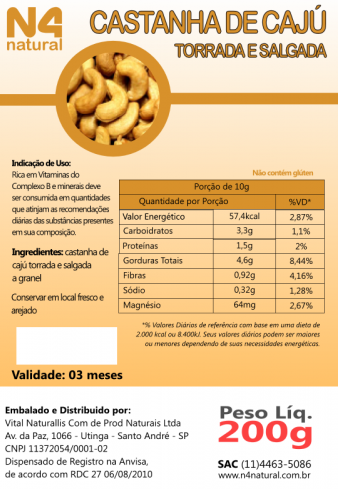 N4
natural
CASTANHA DE CAJÚ
TORRADA E SALGADA
Indicação de Uso:
Rica em Vitaminas do
Complexo B e minerais deve
ser consumida em quantidades
que atinjam as recomendações
diárias das substâncias presentes
em sua composição.
Ingredientes: castanha de
cajú torrada e salgada
a granel
Conservar em local fresco e
arejado
Não contém glúten
Porção de 10g
Quantidade por Porção %VD*
Valor Energético 57,4kcal 2,87%
Carboidratos 3,3g 1,1%
Proteínas 1,5g 2%
Gorduras Totais 4,6g 8,44%
Fibras 0,92g 4,16%
Sódio 0,32g 1,28%
Magnésio 64mg 2,67%
*% Valores Diários de referência com base em uma dieta de
2.000 kcal ou 8.400kJ. Seus valores diários podem ser maiores
ou menores dependendo de suas necessidades energéticas.
Validade: 03 meses
Embalado e Distribuido por:
Vital Naturallis Com de Prod Naturais Ltda
Av. da Paz, 1066 - Utinga - Santo André - SP
CNPJ 11372054/0001-02
Dispensado de Registro na Anvisa,
de acordo com RDC 27 06/08/2010
Peso Líq.
200g
SAC (11)4463-5086
www.n4natural.com.br